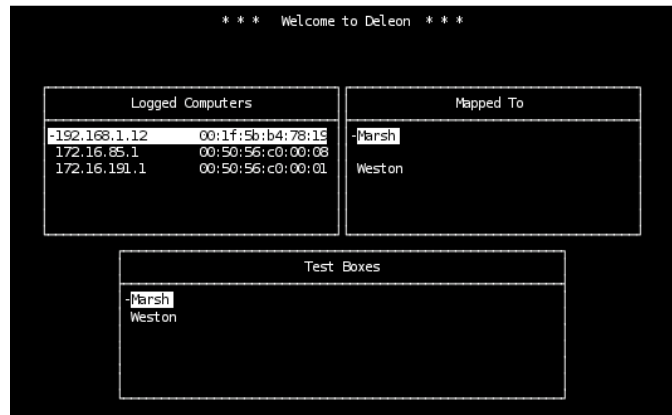 * * *   Welcome to Deleon   * * *
Logged Computers
-192.168.1.12 00:1f:5b:b4:78:19
172.16.85.1 00:50:56:c0:00:08
172.16.191.1 00:50:56:c0:00:01
Mapped To
-Marsh
Weston
Test Boxes
-Marsh
Weston